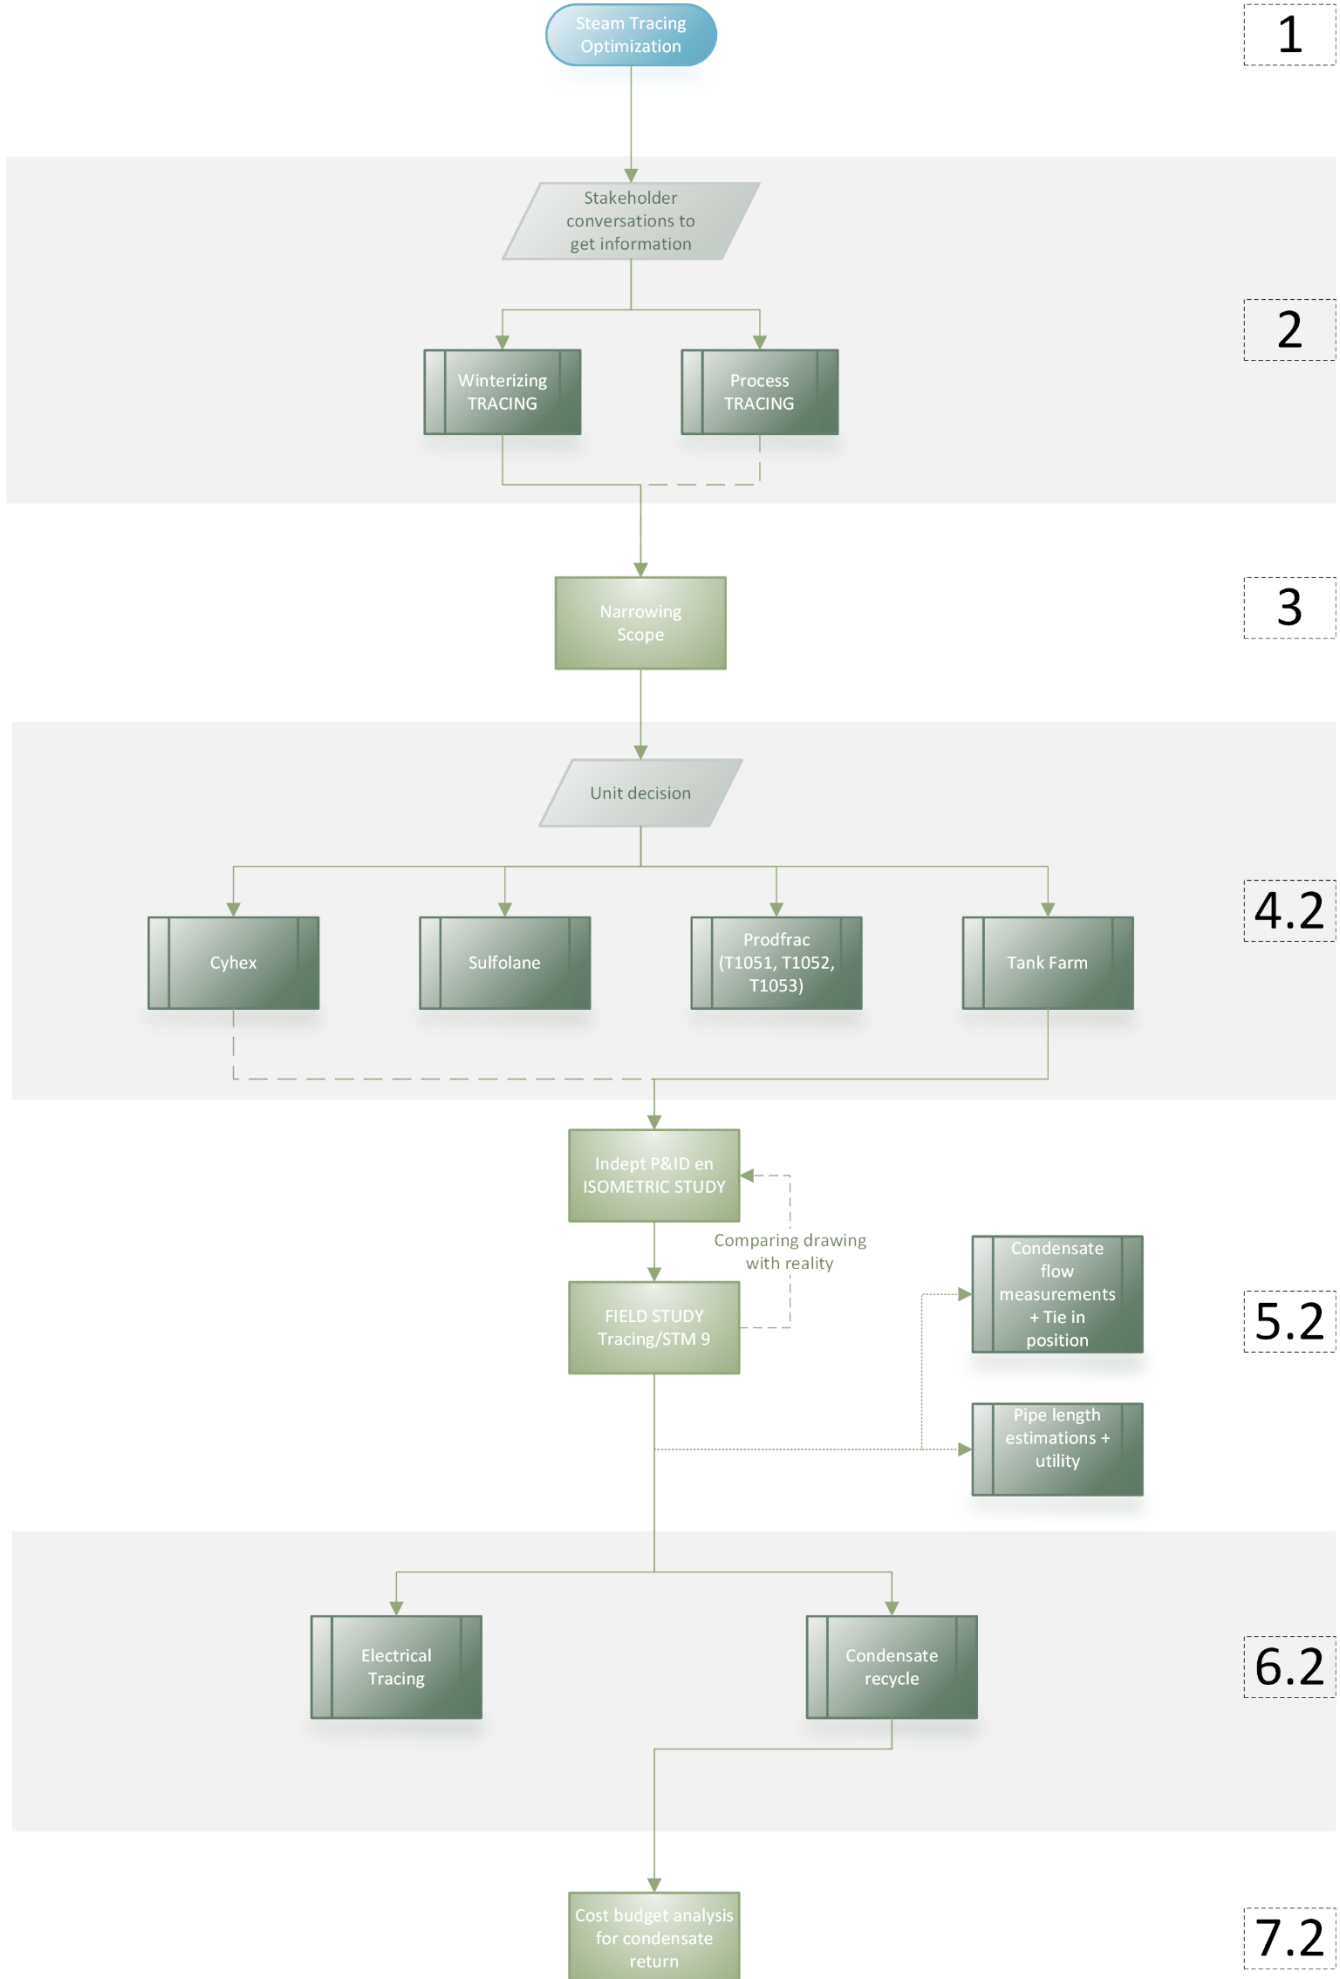 Steam Tracing
Optimization
1
Stakeholder
conversations to
get information
2
Winterizing
TRACING
Process
TRACING
3
Narrowing
Scope
Unit decision
4.2
Cyhex
Sulfolane
Prodfrac
(T1051, T1052,
T1053)
Tank Farm
Indept P&ID en
ISOMETRIC STUDY
Comparing drawing
with reality
FIELD STUDY
Tracing/STM 9
Condensate
flow
measurements
+ Tie in
position
5.2
Pipe length
estimations +
utility
Electrical
Tracing
Condensate
recycle
6.2
Cost budget analysis
for condensate
return
7.2